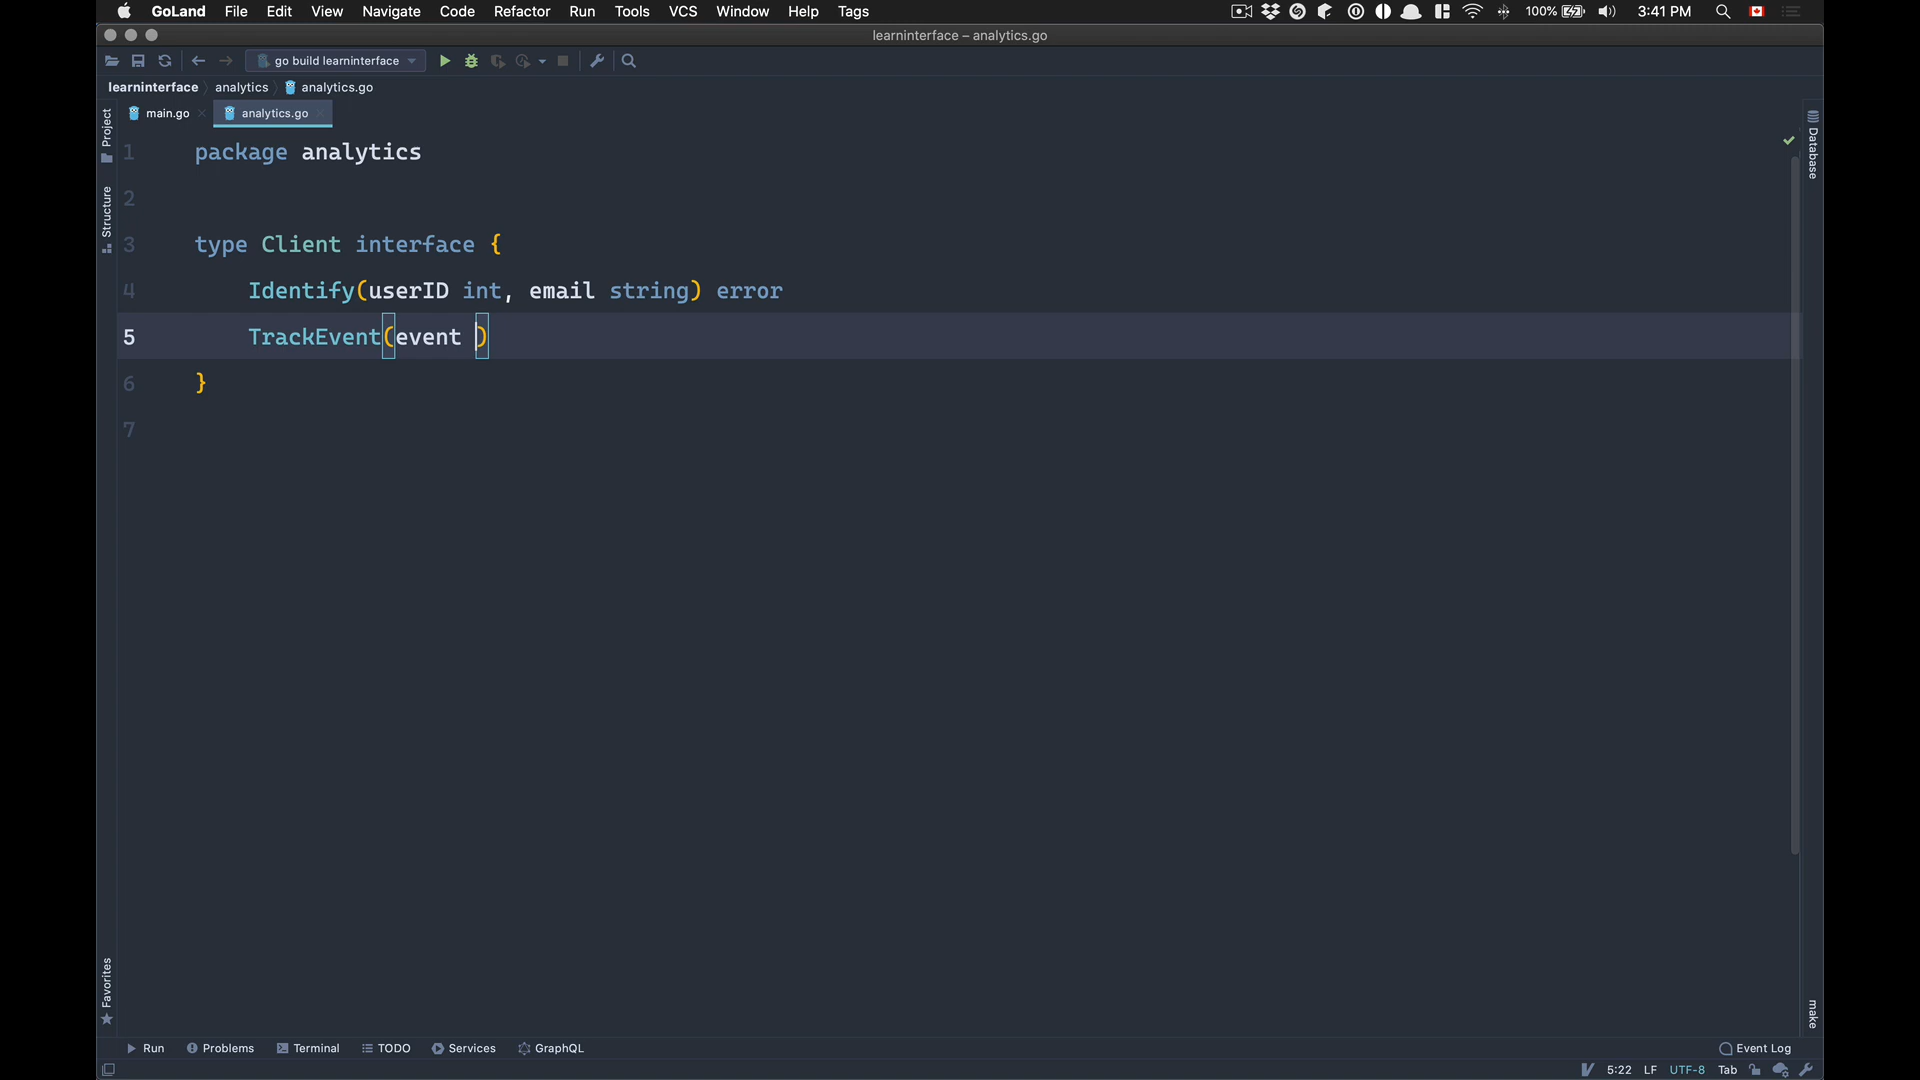 GoLand File Edit View Navigate Code Refactor Run Tools VCS Window Help Tags 100% 3:41 PM
learninterface – analytics.go
go build learninterface
learninterface analytics analytics.go
main.go analytics.go
Project
Structure
Favorites
1 package analytics
2
3 type Client interface {
4 Identify(userID int, email string) error
5 TrackEvent(event )
6 }
7
Database
make
Run Problems Terminal TODO Services GraphQL Event Log
5:22 LF UTF-8 Tab